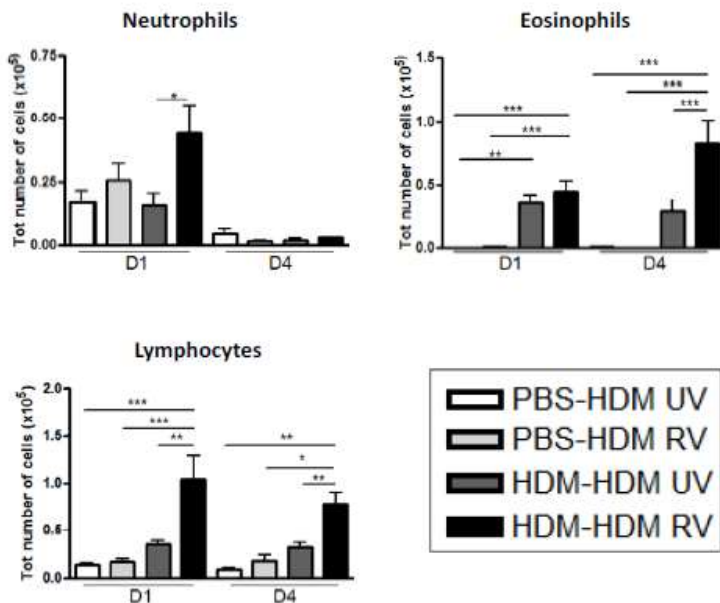 Neutrophils
Tot number of cells (x10⁵)
0.75
0.50
0.25
0.00
*
D1
D4
Eosinophils
Tot number of cells (x10⁵)
1.5
1.0
0.5
0.0
***
***
**
***
***
***
D1
D4
Lymphocytes
Tot number of cells (x10⁵)
2.0
1.5
1.0
0.5
0.0
***
***
**
**
*
**
D1
D4
PBS-HDM UV
PBS-HDM RV
HDM-HDM UV
HDM-HDM RV